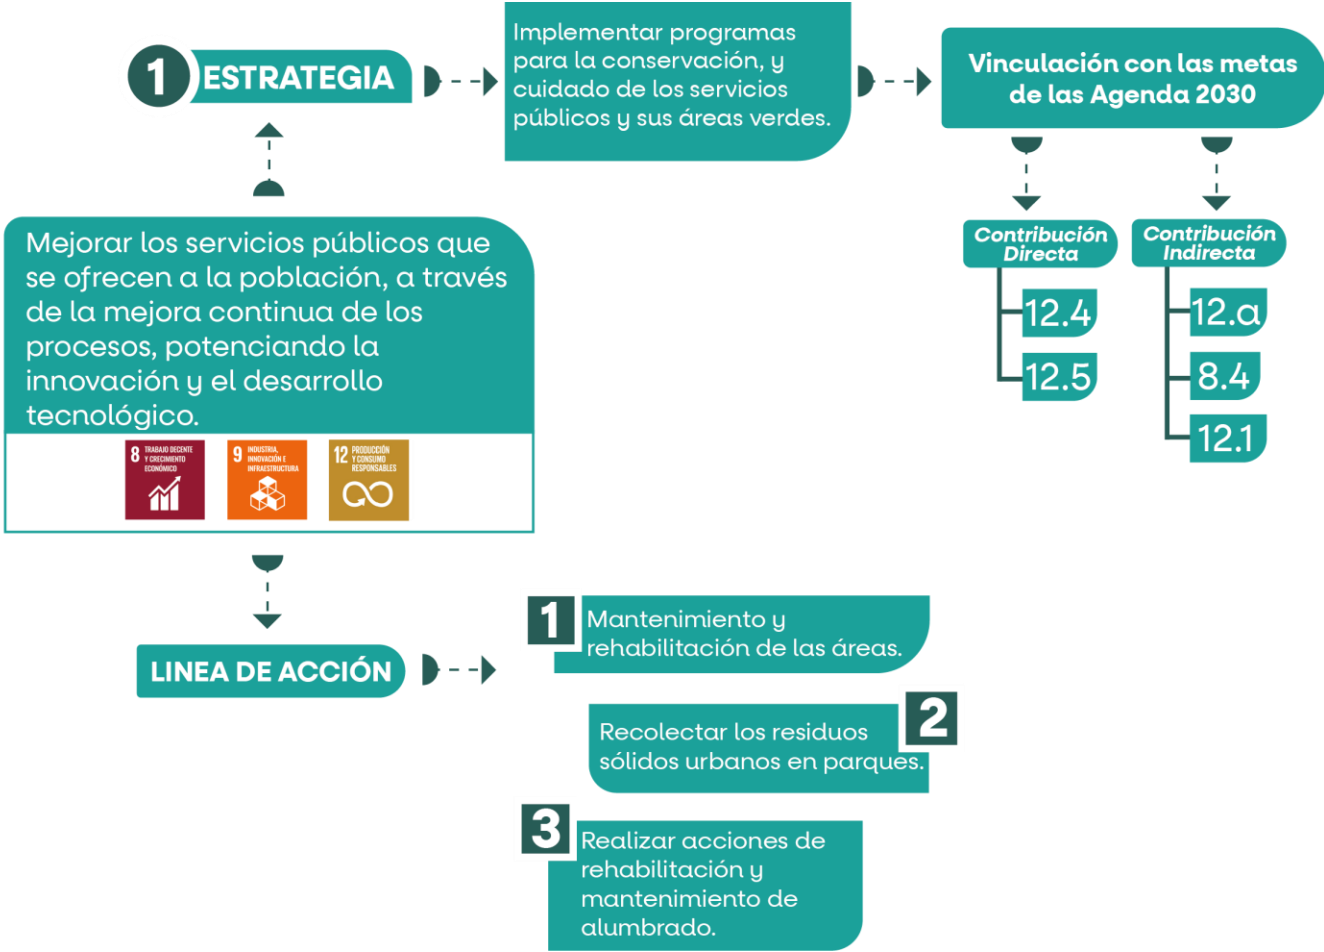 1 ESTRATEGIA
Implementar programas
para la conservación, y
cuidado de los servicios
públicos y sus áreas verdes.
Vinculación con las metas
de las Agenda 2030
Contribución
Directa
12.4
12.5
Contribución
Indirecta
12.a
8.4
12.1
Mejorar los servicios públicos que
se ofrecen a la población, a través
de la mejora continua de los
procesos, potenciando la
innovación y el desarrollo
tecnológico.
8 TRABAJO DECENTE
Y CRECIMIENTO
ECONÓMICO
9 INDUSTRIA,
INNOVACIÓN E
INFRAESTRUCTURA
12 PRODUCCIÓN
Y CONSUMO
RESPONSABLES
LINEA DE ACCIÓN
1 Mantenimiento y
rehabilitación de las áreas.
2
Recolectar los residuos
sólidos urbanos en parques.
3 Realizar acciones de
rehabilitación y
mantenimiento de
alumbrado.